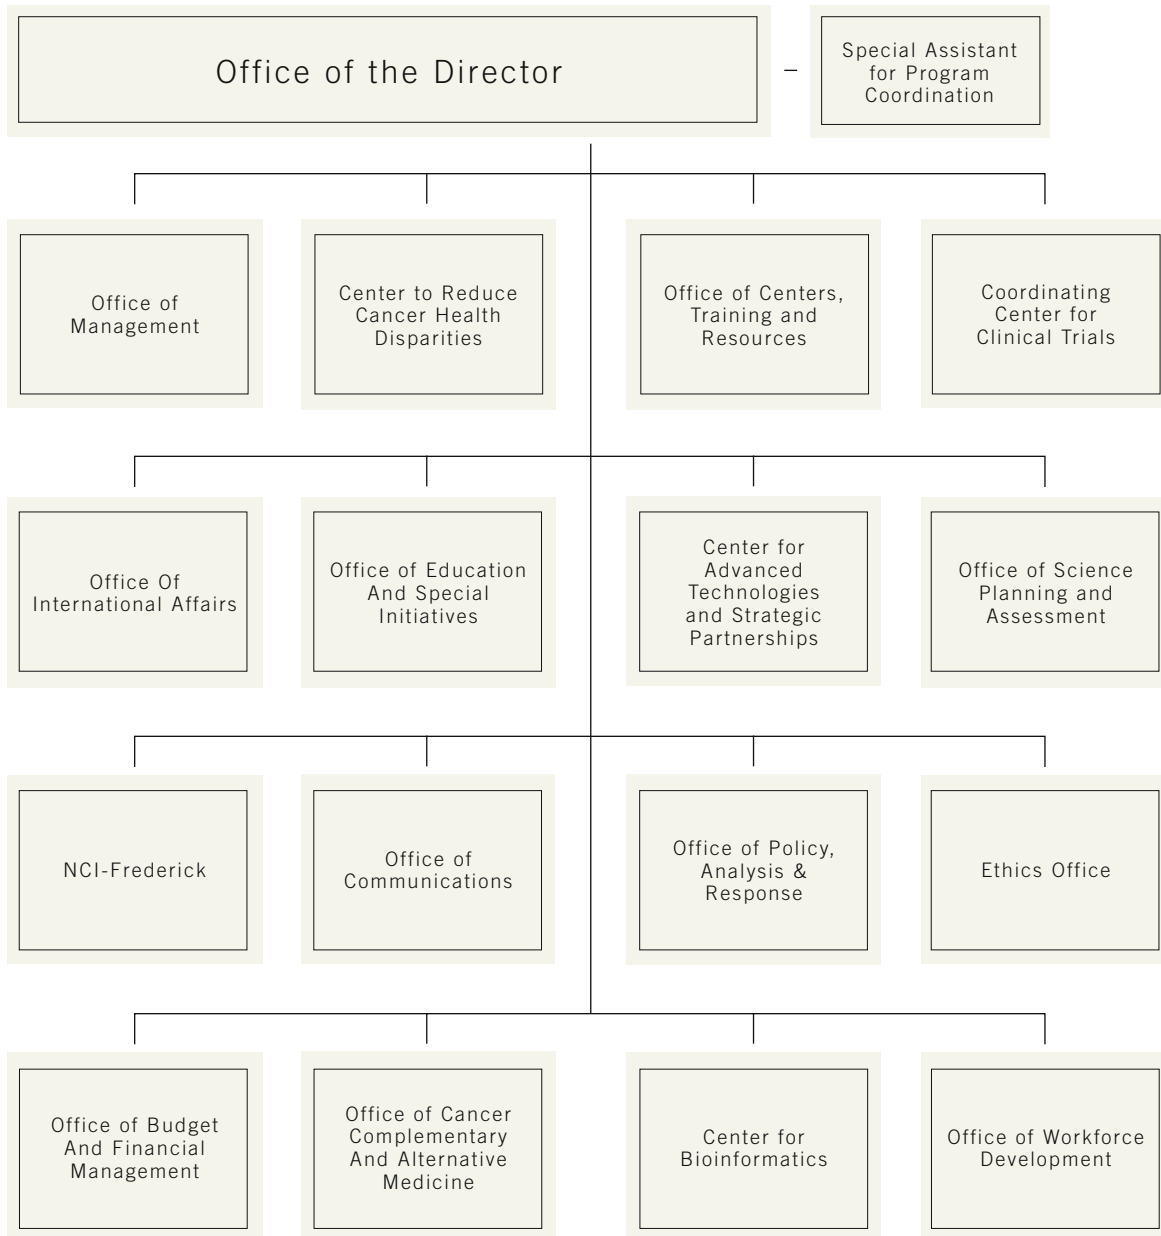 Office of the Director
–
Special Assistant
for Program
Coordination
Office of
Management
Center to Reduce
Cancer Health
Disparities
Office of Centers,
Training and
Resources
Coordinating
Center for
Clinical Trials
Office Of
International Affairs
Office of Education
And Special
Initiatives
Center for
Advanced
Technologies
and Strategic
Partnerships
Office of Science
Planning and
Assessment
NCI-Frederick
Office of
Communications
Office of Policy,
Analysis &
Response
Ethics Office
Office of Budget
And Financial
Management
Office of Cancer
Complementary
And Alternative
Medicine
Center for
Bioinformatics
Office of Workforce
Development